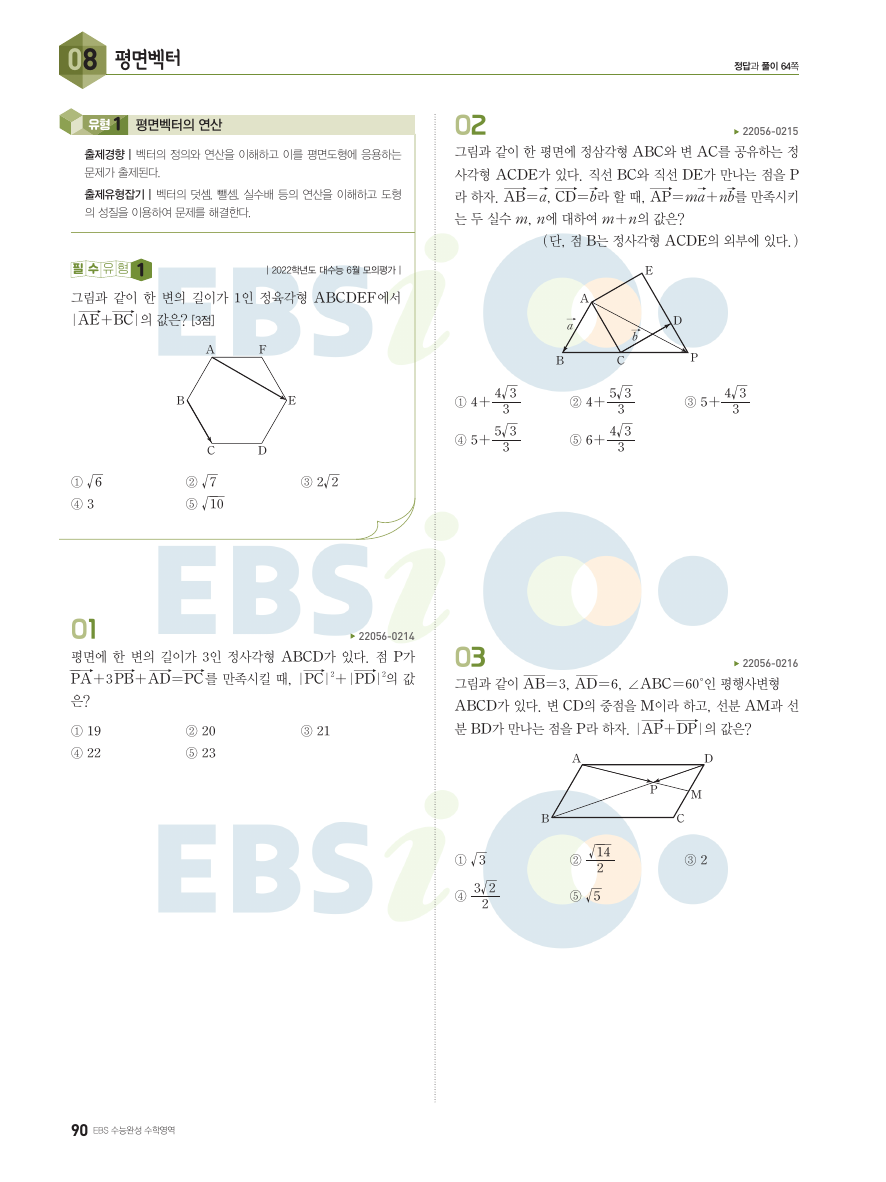 08 평면벡터
정답과 풀이 64쪽
유형 1 평면벡터의 연산
출제경향 | 벡터의 정의와 연산을 이해하고 이를 평면도형에 응용하는
문제가 출제된다.
출제유형잡기 | 벡터의 덧셈, 뺄셈, 실수배 등의 연산을 이해하고 도형
의 성질을 이용하여 문제를 해결한다.
필수유형 1
| 2022학년도 대수능 6월 모의평가 |
그림과 같이 한 변의 길이가 1인 정육각형 ABCDEF에서
|\overrightarrow{AE}+\overrightarrow{BC}|의 값은? [3점]
A F
B E
C D
① √6 ② √7 ③ 2√2
④ 3 ⑤ √10
01
▶ 22056-0214
평면에 한 변의 길이가 3인 정사각형 ABCD가 있다. 점 P가
\overrightarrow{PA}+3\overrightarrow{PB}+\overrightarrow{AD}=\overrightarrow{PC}를 만족시킬 때, |\overrightarrow{PC}|²+|\overrightarrow{PD}|²의 값
은?
① 19 ② 20 ③ 21
④ 22 ⑤ 23
02
▶ 22056-0215
그림과 같이 한 평면에 정삼각형 ABC와 변 AC를 공유하는 정
사각형 ACDE가 있다. 직선 BC와 직선 DE가 만나는 점을 P
라 하자. \overrightarrow{AB}=\vec{a}, \overrightarrow{CD}=\vec{b}라 할 때, \overrightarrow{AP}=m\vec{a}+n\vec{b}를 만족시키
는 두 실수 m, n에 대하여 m+n의 값은?
(단, 점 B는 정사각형 ACDE의 외부에 있다.)
E
A
D
\vec{a}
\vec{b}
B C P
① 4+\frac{4√3}{3} ② 4+\frac{5√3}{3} ③ 5+\frac{4√3}{3}
④ 5+\frac{5√3}{3} ⑤ 6+\frac{4√3}{3}
03
▶ 22056-0216
그림과 같이 \overline{AB}=3, \overline{AD}=6, ∠ABC=60°인 평행사변형
ABCD가 있다. 변 CD의 중점을 M이라 하고, 선분 AM과 선
분 BD가 만나는 점을 P라 하자. |\overrightarrow{AP}+\overrightarrow{DP}|의 값은?
A D
P M
B C
① √3 ② \frac{√14}{2} ③ 2
④ \frac{3√2}{2} ⑤ √5
EBSi
EBSi
EBSi
90 EBS 수능완성 수학영역